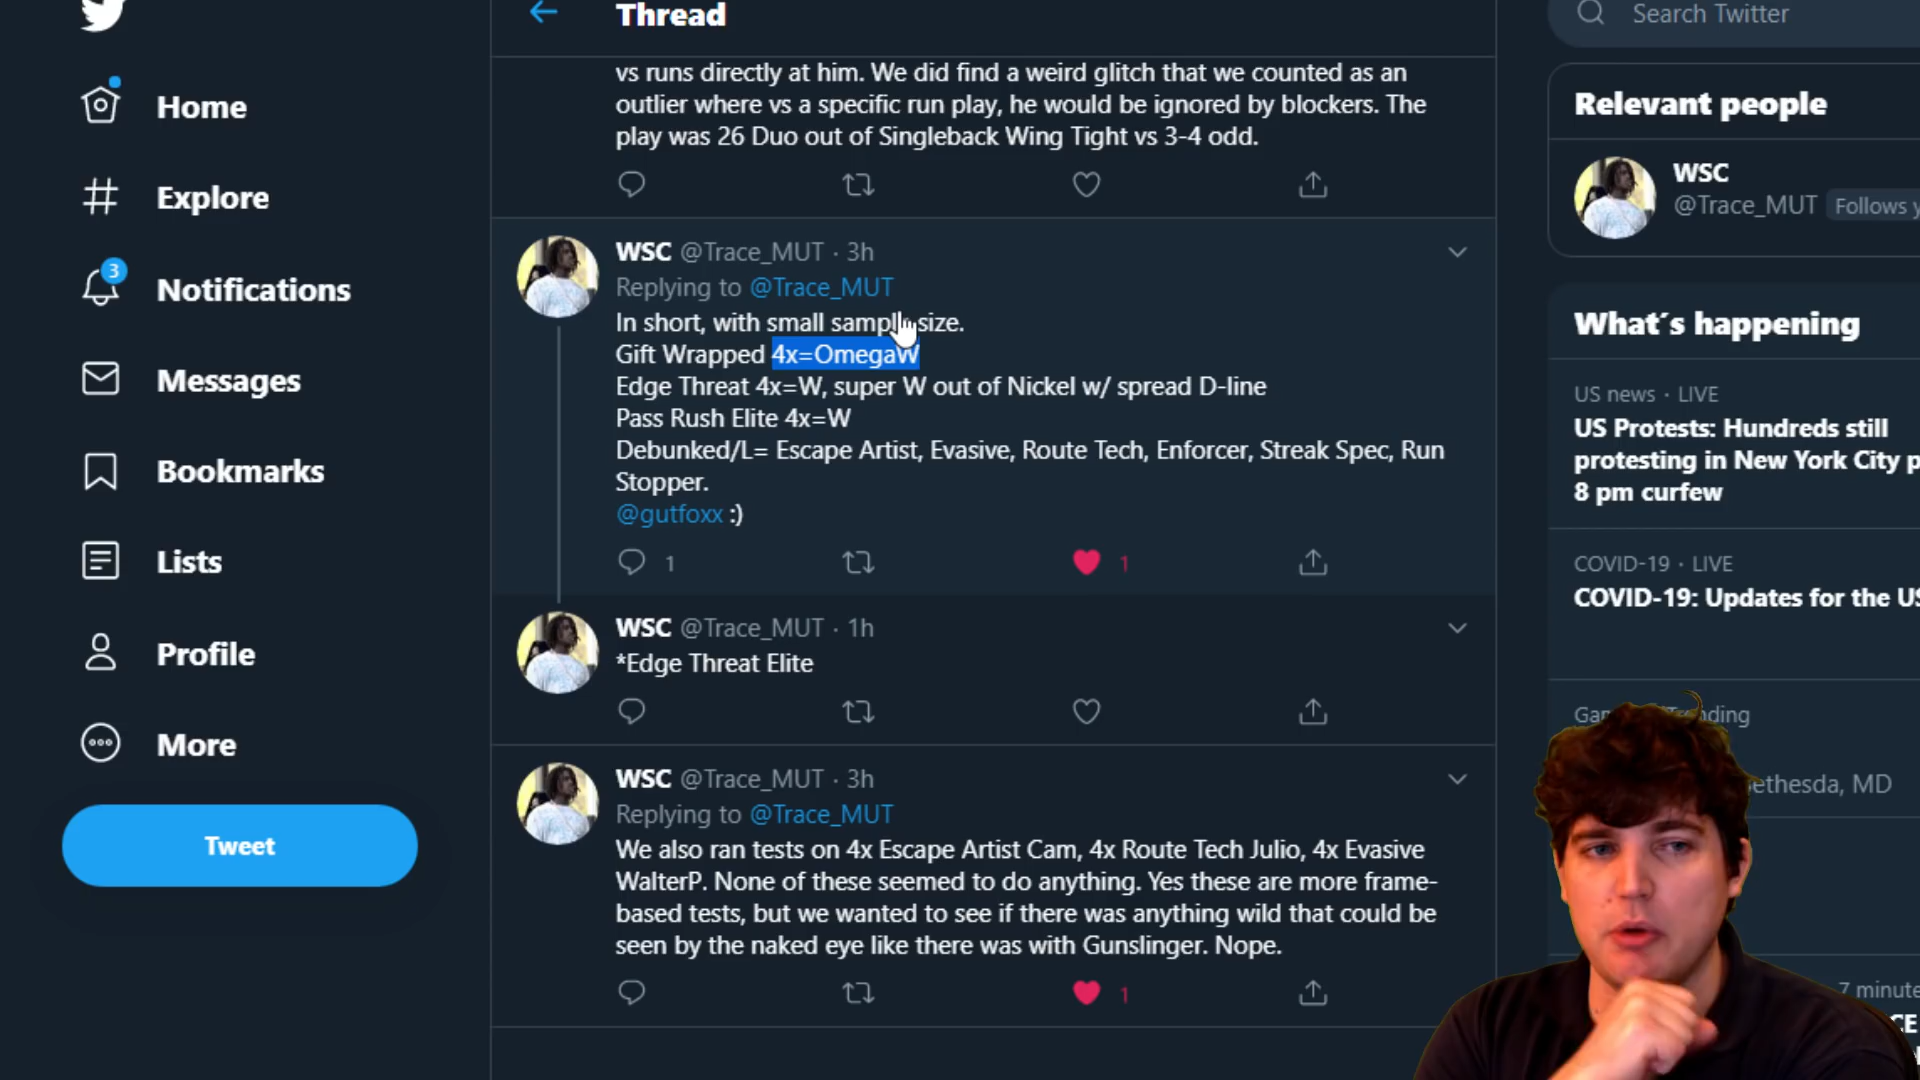 Thread
Search Twitter
Home
Explore
3
Notifications
Messages
Bookmarks
Lists
Profile
More
Tweet
vs runs directly at him. We did find a weird glitch that we counted as an
outlier where vs a specific run play, he would be ignored by blockers. The
play was 26 Duo out of Singleback Wing Tight vs 3-4 odd.
WSC @Trace_MUT · 3h
Replying to @Trace_MUT
In short, with small sample size.
Gift Wrapped 4x=OmegaW
Edge Threat 4x=W, super W out of Nickel w/ spread D-line
Pass Rush Elite 4x=W
Debunked/L= Escape Artist, Evasive, Route Tech, Enforcer, Streak Spec, Run
Stopper.
@gutfoxx :)
1 1
WSC @Trace_MUT · 1h
*Edge Threat Elite
WSC @Trace_MUT · 3h
Replying to @Trace_MUT
We also ran tests on 4x Escape Artist Cam, 4x Route Tech Julio, 4x Evasive
WalterP. None of these seemed to do anything. Yes these are more frame-
based tests, but we wanted to see if there was anything wild that could be
seen by the naked eye like there was with Gunslinger. Nope.
1
Relevant people
WSC
@Trace_MUT Follows
What´s happening
US news · LIVE
US Protests: Hundreds still
protesting in New York City
8 pm curfew
COVID-19 · LIVE
COVID-19: Updates for the US
MD
7